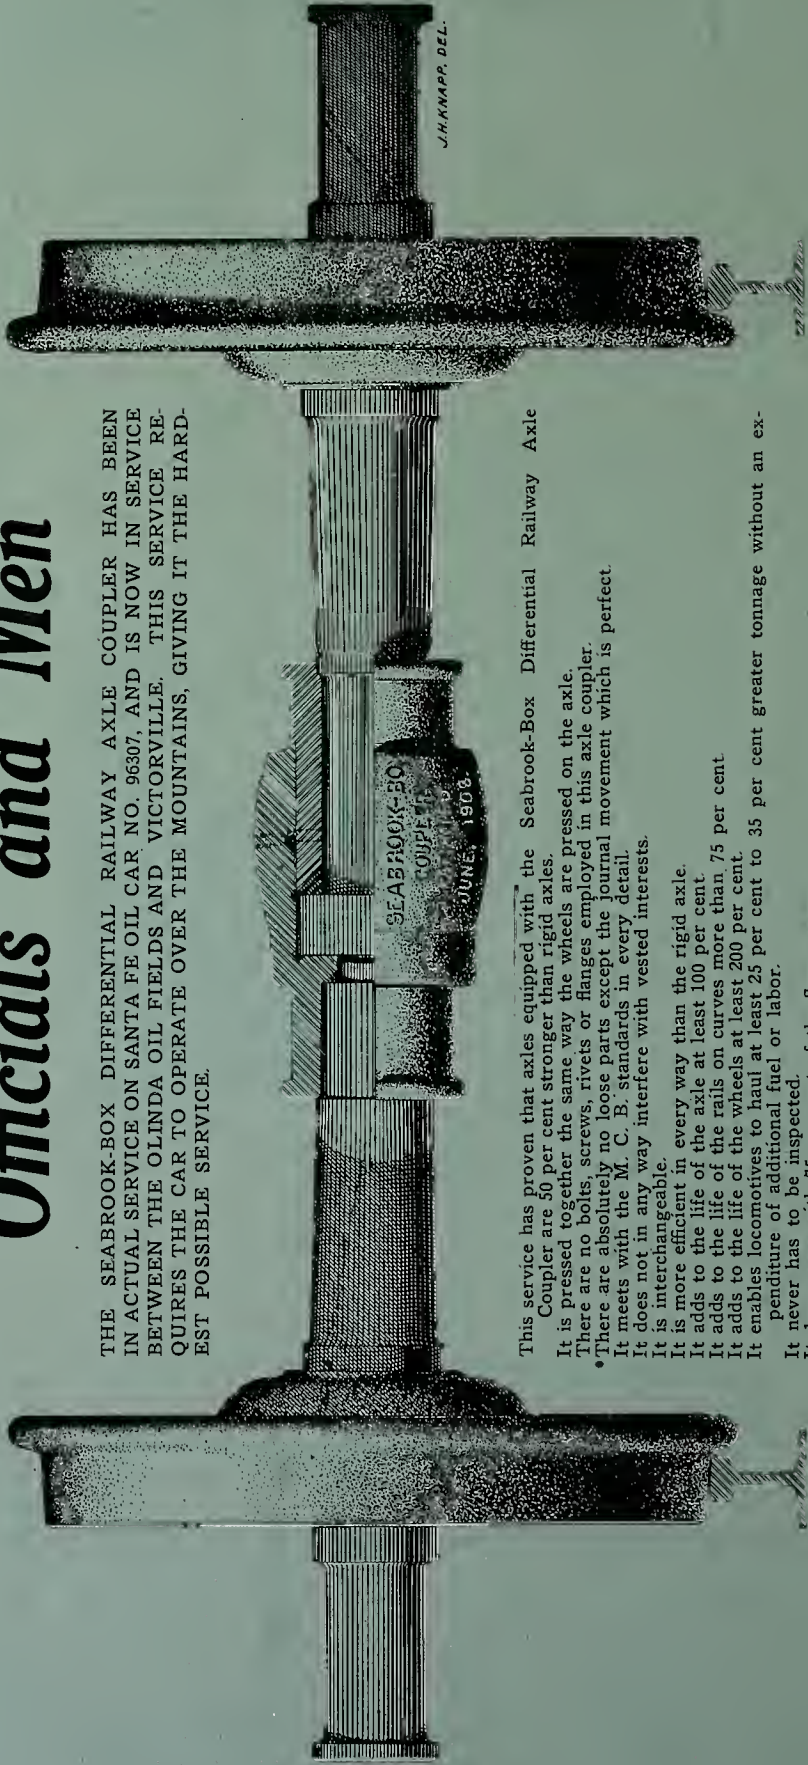 Officials and Men
THE SEABROOK-BOX DIFFERENTIAL RAILWAY AXLE COUPLER HAS BEEN
IN ACTUAL SERVICE ON SANTA FE OIL CAR NO. 96307, AND IS NOW IN SERVICE
BETWEEN THE OLINDA OIL FIELDS AND VICTORVILLE. THIS SERVICE RE-
QUIRES THE CAR TO OPERATE OVER THE MOUNTAINS, GIVING IT THE HARD-
EST POSSIBLE SERVICE.
J.H.KNAPP, DEL.
SEABROOK-BO
COUPLER
JUNE, 1908
This service has proven that axles equipped with the Seabrook-Box Differential Railway Axle
Coupler are 50 per cent stronger than rigid axles.
It is pressed together the same way the wheels are pressed on the axle.
There are no bolts, screws, rivets or flanges employed in this axle coupler.
There are absolutely no loose parts except the journal movement which is perfect.
It meets with the M. C. B. standards in every detail.
It does not in any way interfere with vested interests.
It is interchangeable.
It is more efficient in every way than the rigid axle.
It adds to the life of the axle at least 100 per cent.
It adds to the life of the rails on curves more than 75 per cent.
It adds to the life of the wheels at least 200 per cent.
It enables locomotives to haul at least 25 per cent to 35 per cent greater tonnage without an ex-
penditure of additional fuel or labor.
It never has to be inspected.